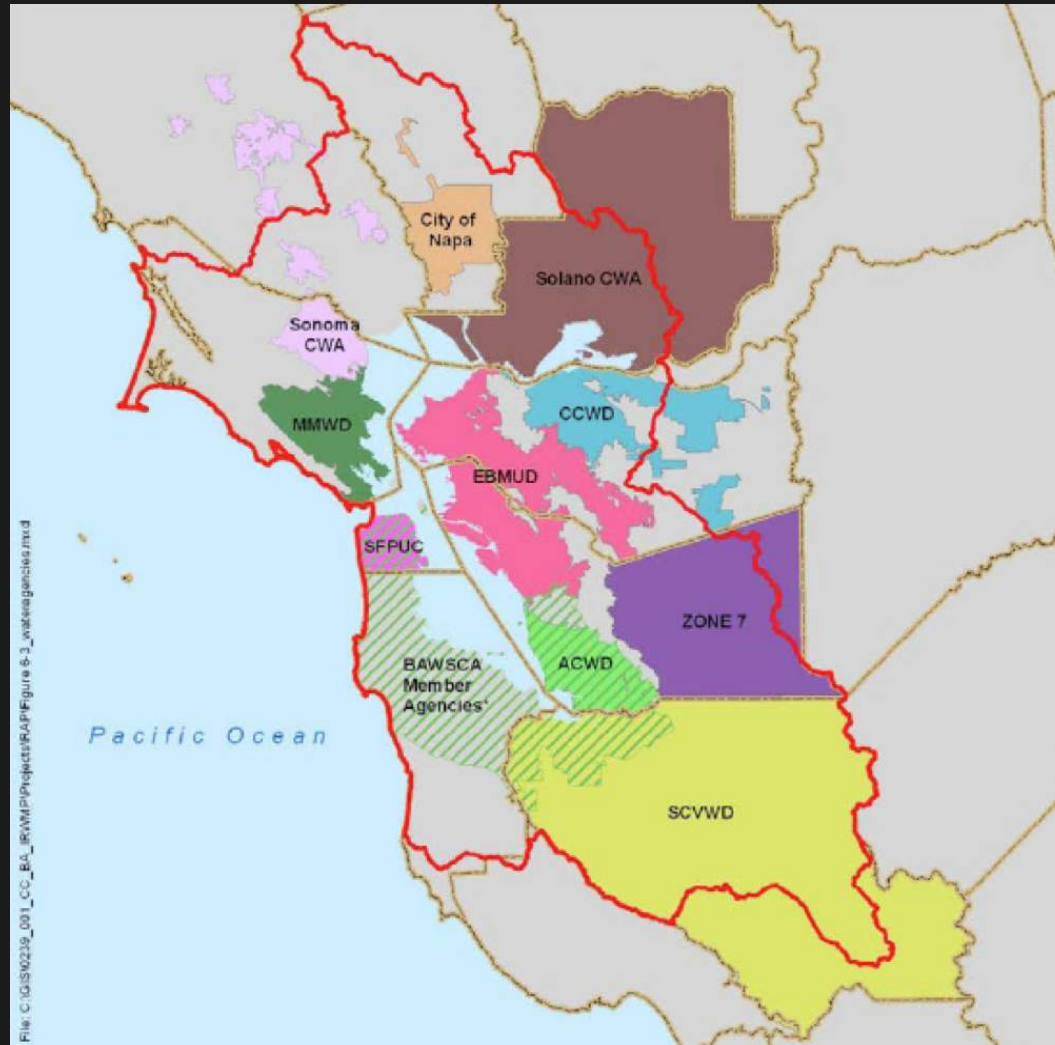 City of
Napa
Solano CWA
Sonoma
CWA
MMWD
CCWD
EBMUD
SFPUC
ZONE 7
BAWSCA
Member
Agencies*
ACWD
Pacific Ocean
SCVWD
File: C:\GIS\0239_001_CC_BA_IRWMP\Projects\RAP\Figure 6-3_wateragencies.mxd